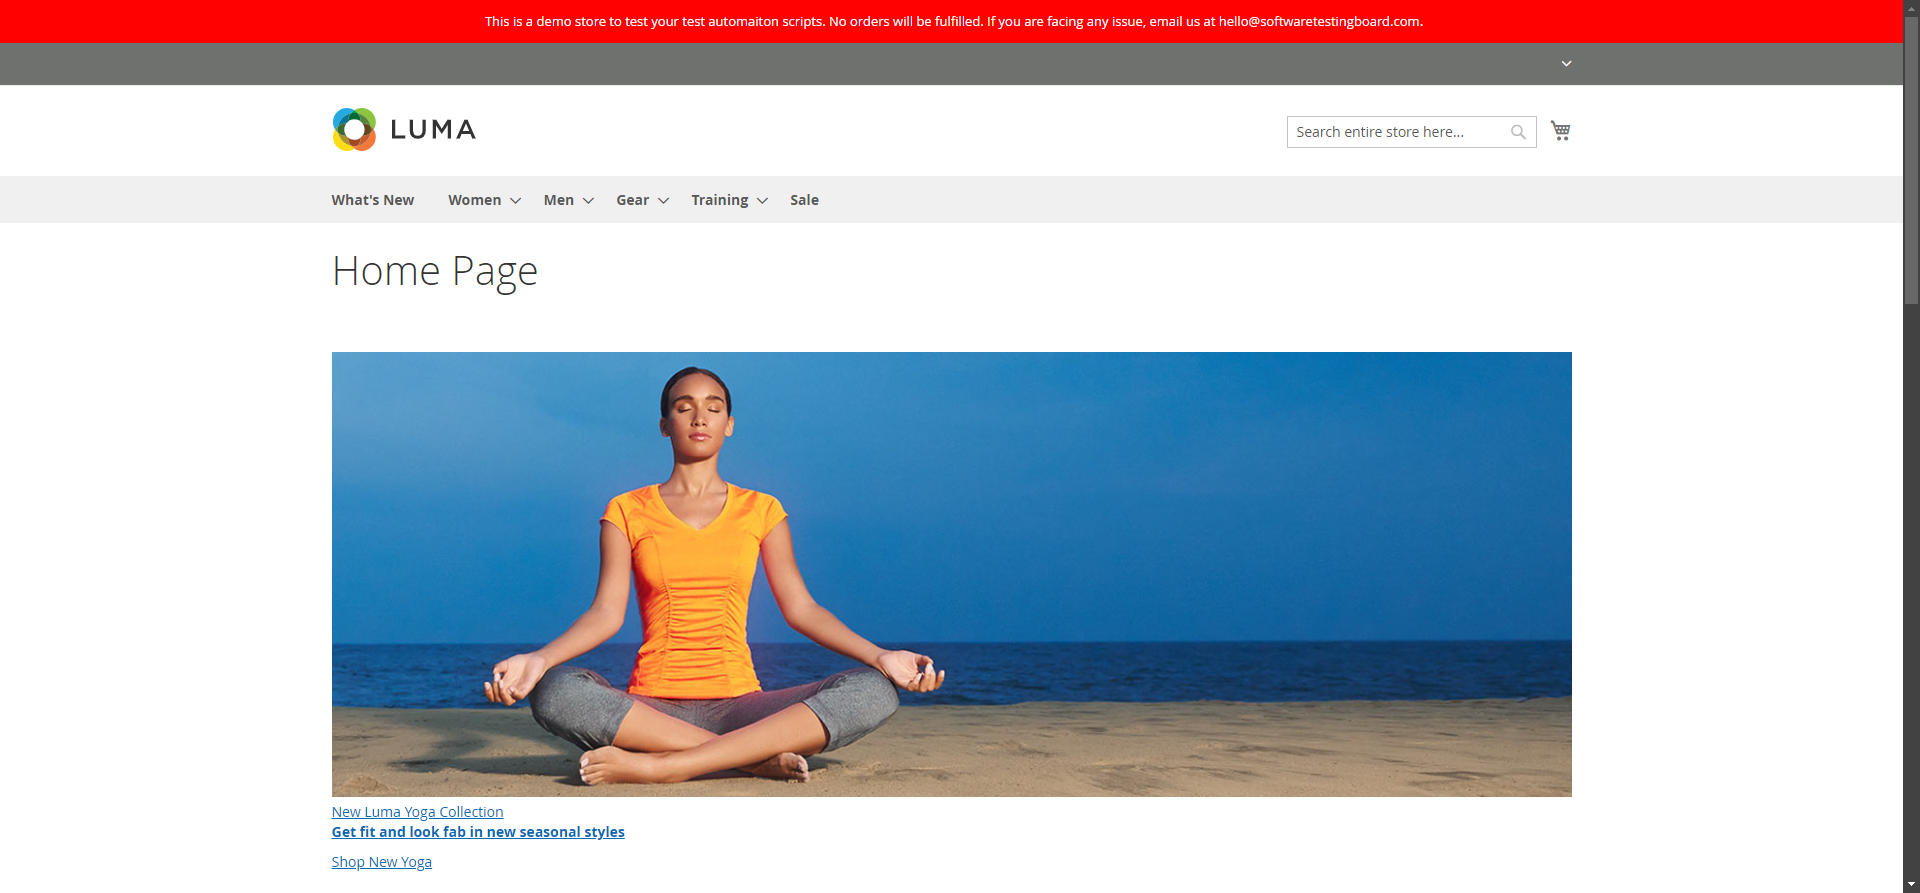 This is a demo store to test your test automaiton scripts. No orders will be fulfilled. If you are facing any issue, email us at hello@softwaretestingboard.com.
LUMA
Search entire store here...
What's New Women Men Gear Training Sale
Home Page
New Luma Yoga Collection
Get fit and look fab in new seasonal styles
Shop New Yoga